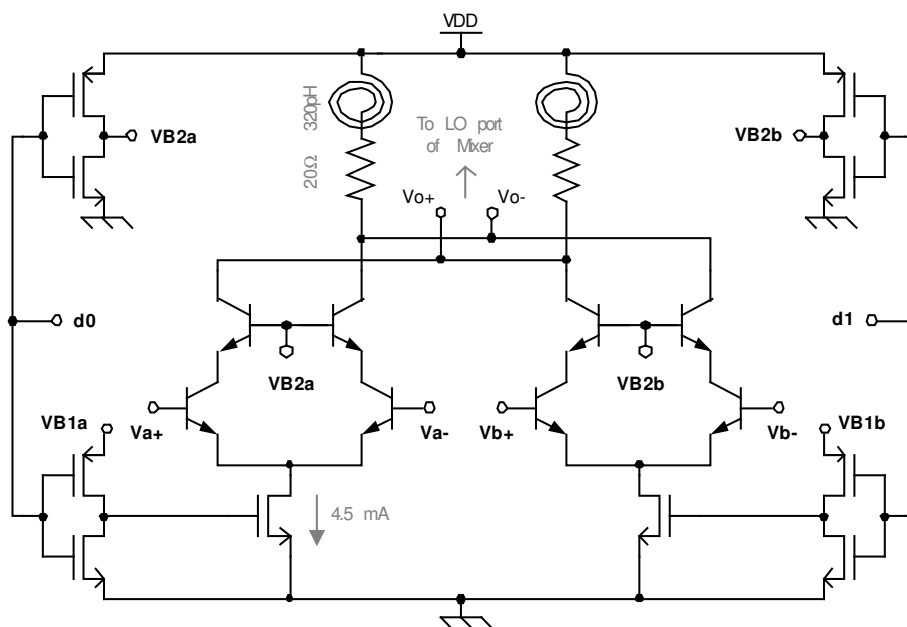 VDD
320pH
20Ω
VB2a
To LO port
of Mixer
VB2b
Vo+
Vo-
d0
d1
VB2a
VB2b
VB1a
Va+
Va-
Vb+
Vb-
VB1b
4.5 mA